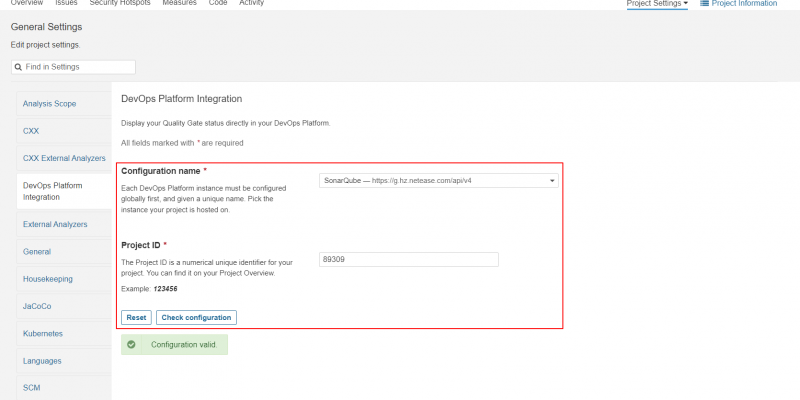 Overview Issues Security Hotspots Measures Code Activity Project Settings Project Information
General Settings
Edit project settings.
Find in Settings
Analysis Scope
CXX
CXX External Analyzers
DevOps Platform
Integration
External Analyzers
General
Housekeeping
JaCoCo
Kubernetes
Languages
SCM
DevOps Platform Integration
Display your Quality Gate status directly in your DevOps Platform.
All fields marked with * are required
Configuration name *
Each DevOps Platform instance must be configured
globally first, and given a unique name. Pick the
instance your project is hosted on.
SonarQube — https://g.hz.netease.com/api/v4
Project ID *
The Project ID is a numerical unique identifier for your
project. You can find it on your Project Overview.
Example: 123456
89309
Reset Check configuration
Configuration valid.